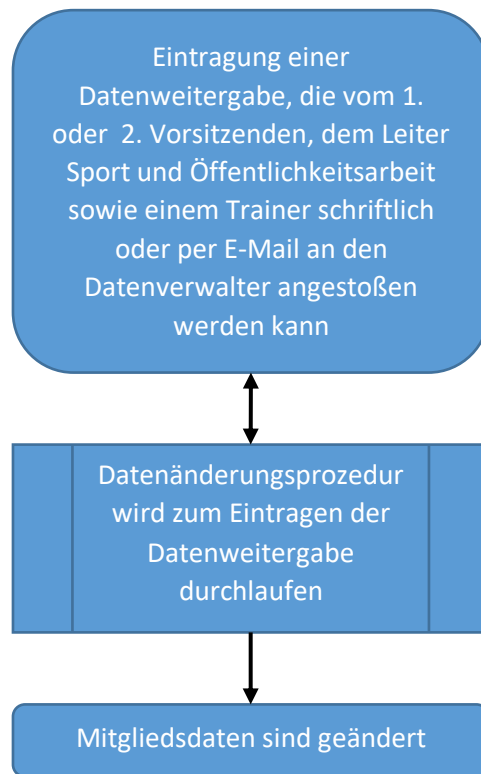 Eintragung einer
Datenweitergabe, die vom 1.
oder  2. Vorsitzenden, dem Leiter
Sport und Öffentlichkeitsarbeit
sowie einem Trainer schriftlich
oder per E-Mail an den
Datenverwalter angestoßen
werden kann
Datenänderungsprozedur
wird zum Eintragen der
Datenweitergabe
durchlaufen
Mitgliedsdaten sind geändert